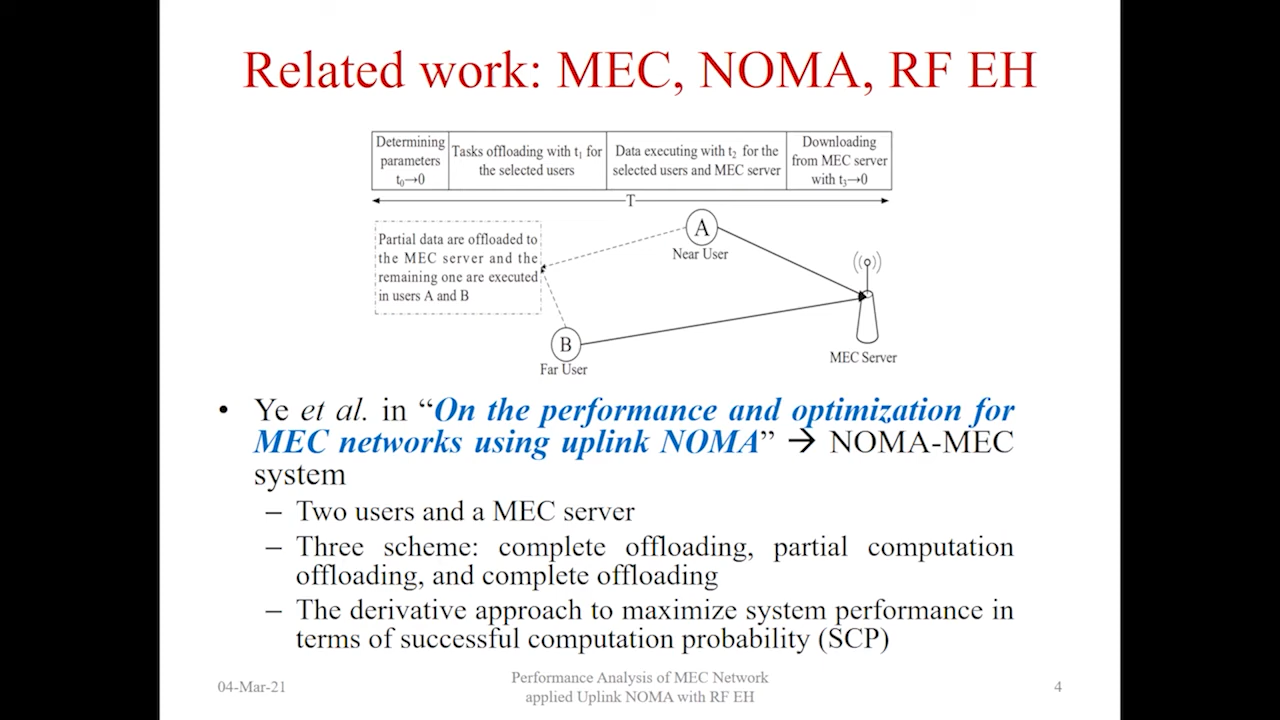 Related work: MEC, NOMA, RF EH
Determining
parameters
t₀→0
Tasks offloading with t₁ for
the selected users
Data executing with t₂ for the
selected users and MEC server
Downloading
from MEC server
with t₃→0
T
Partial data are offloaded to
the MEC server and the
remaining one are executed
in users A and B
A
Near User
B
Far User
MEC Server
• Ye et al. in “On the performance and optimization for
MEC networks using uplink NOMA” → NOMA-MEC
system
– Two users and a MEC server
– Three scheme: complete offloading, partial computation
offloading, and complete offloading
– The derivative approach to maximize system performance in
terms of successful computation probability (SCP)
04-Mar-21
Performance Analysis of MEC Network
applied Uplink NOMA with RF EH
4